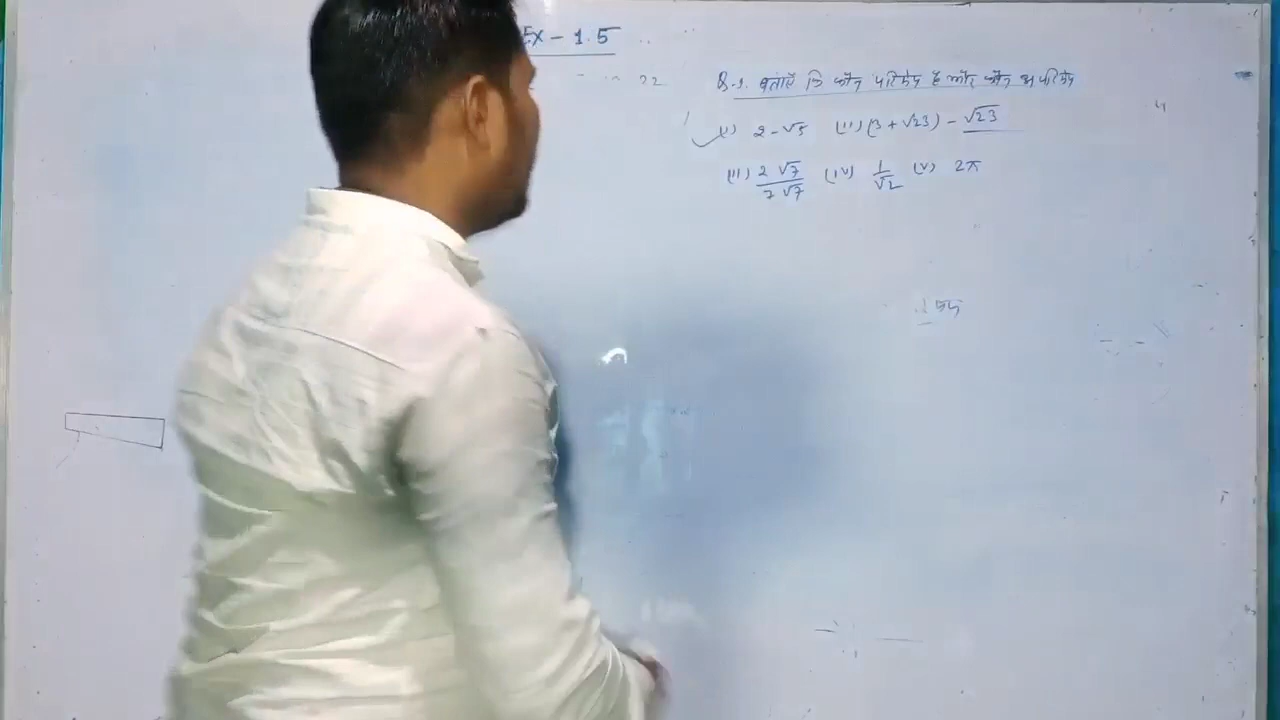 Ex - 1.5
Q.1. बताएँ कि कौन परिमेय है और कौन अपरिमेय
(i) 2 - √5 (ii) (3 + √23) - √23
(iii) 2√7/7√7 (iv) 1/√2 (v) 2π